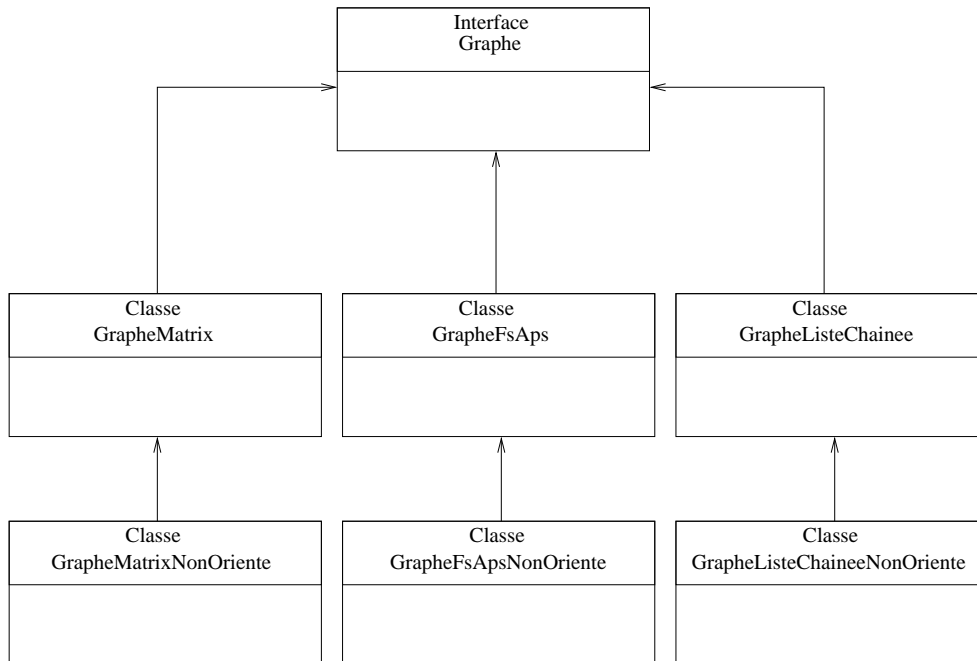 Interface
Graphe
Classe
GrapheMatrix
Classe
GrapheFsAps
Classe
GrapheListeChainee
Classe
GrapheMatrixNonOriente
Classe
GrapheFsApsNonOriente
Classe
GrapheListeChaineeNonOriente